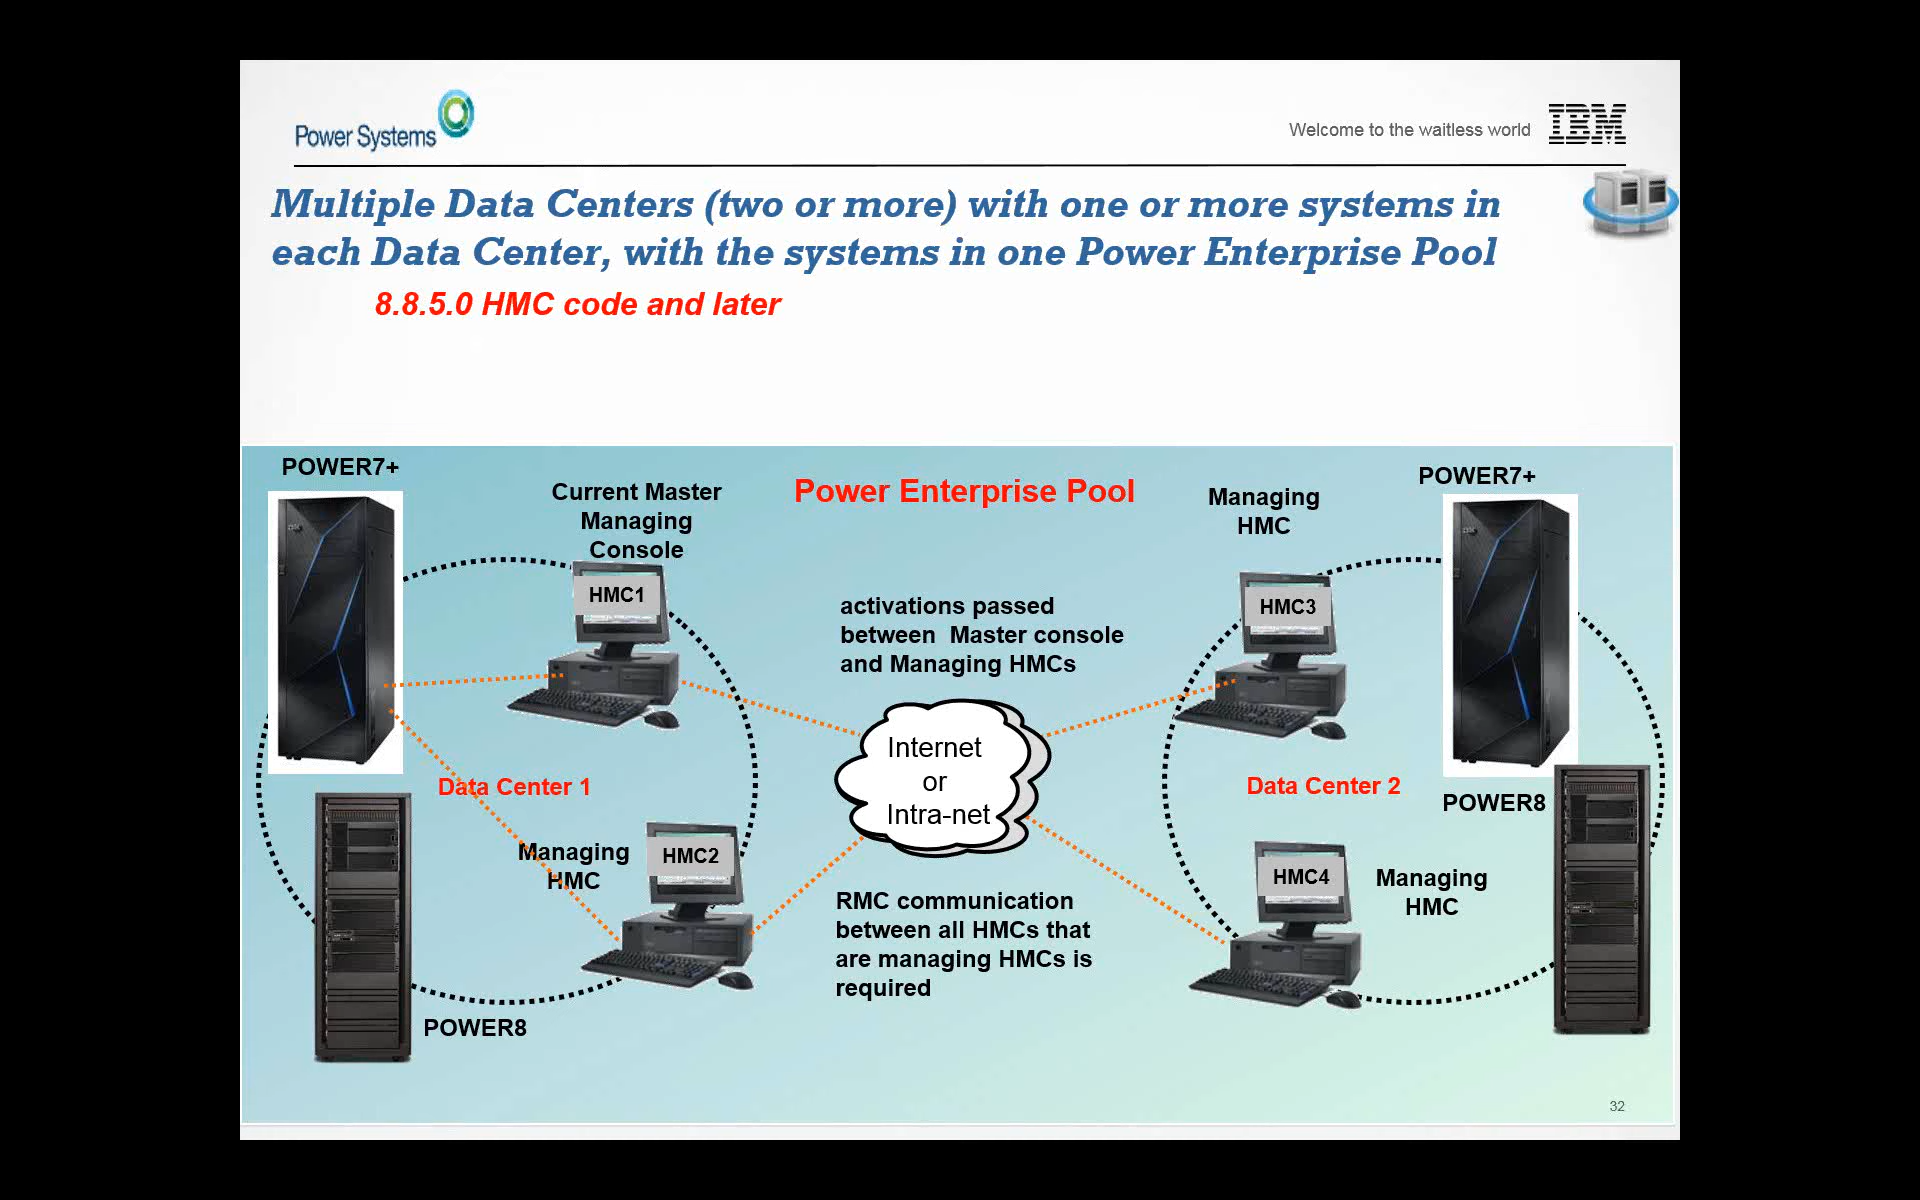 Power Systems
Welcome to the waitless world
IBM
Multiple Data Centers (two or more) with one or more systems in
each Data Center, with the systems in one Power Enterprise Pool
8.8.5.0 HMC code and later
POWER7+
Current Master
Managing
Console
HMC1
Power Enterprise Pool
Managing
HMC
HMC3
POWER7+
activations passed
between  Master console
and Managing HMCs
Internet
or
Intra-net
Data Center 1
Data Center 2
POWER8
Managing
HMC
HMC2
RMC communication
between all HMCs that
are managing HMCs is
required
HMC4
Managing
HMC
POWER8
32